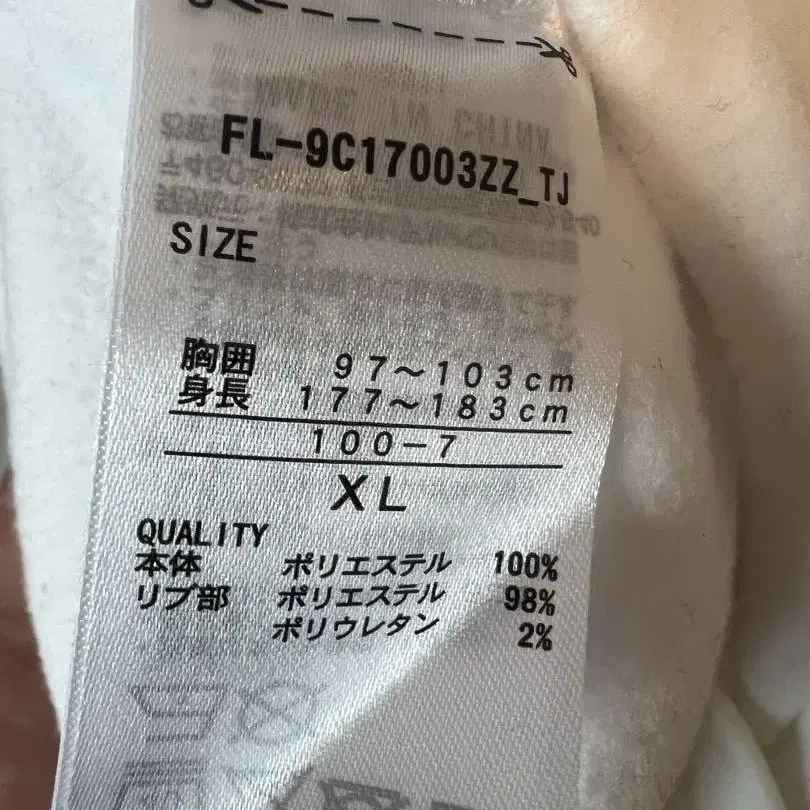 FL-9C17003ZZ_TJ
SIZE
胸囲 97～103cm
身長 177～183cm
100-7
XL
QUALITY
本体 ポリエステル 100%
リブ部 ポリエステル 98%
ポリウレタン 2%